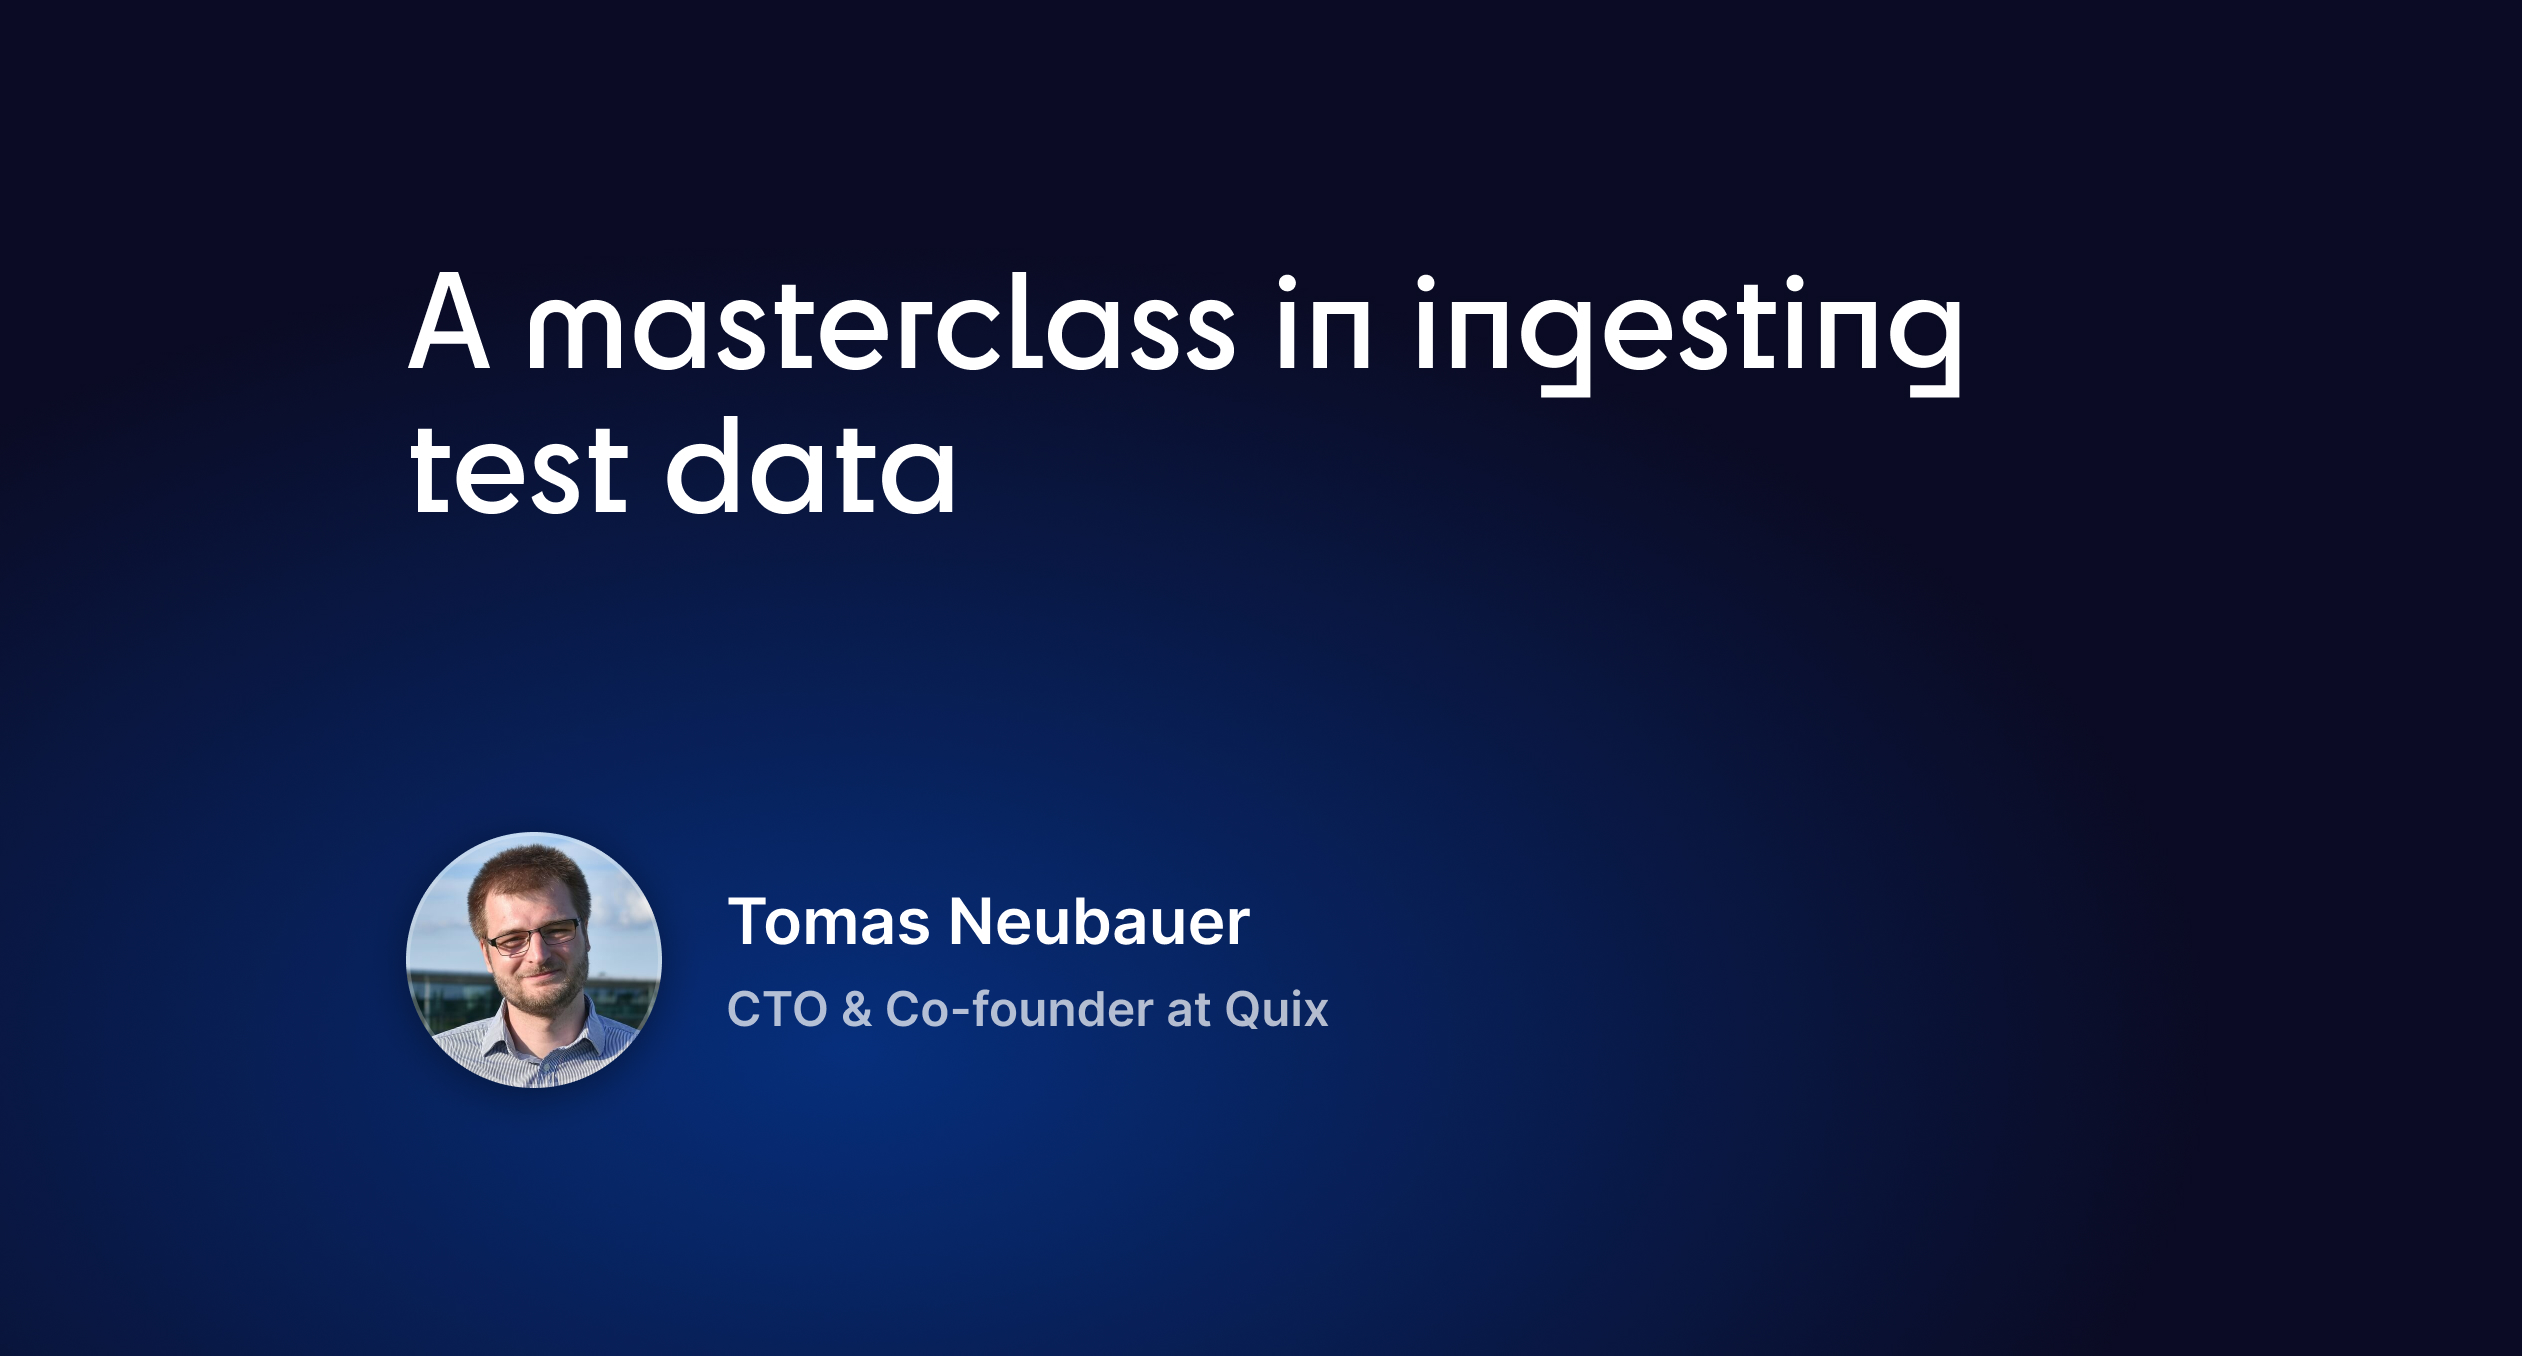 A masterclass in ingesting
test data
Tomas Neubauer
CTO & Co-founder at Quix